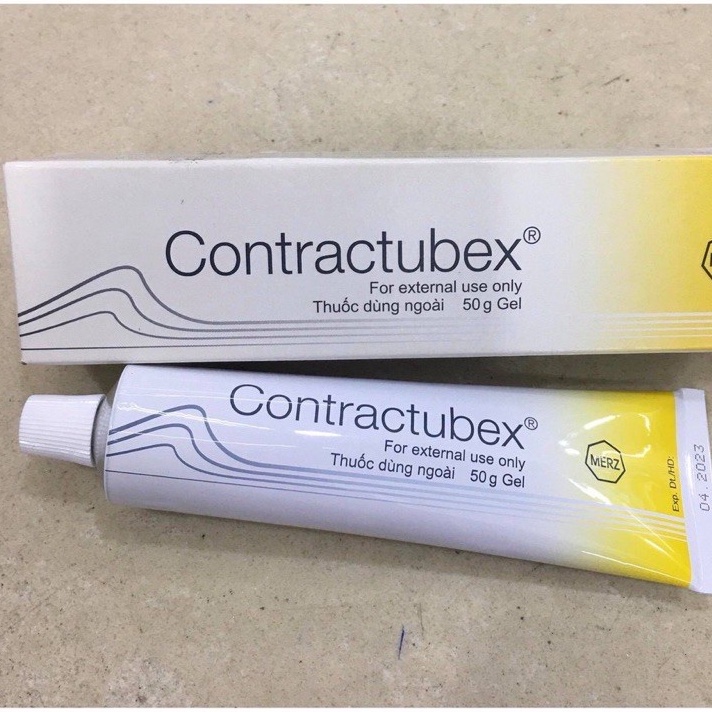 Contractubex®
For external use only
Thuốc dùng ngoài 50 g Gel
Contractubex®
For external use only
Thuốc dùng ngoài 50 g Gel
MERZ
Exp. Dt./HD:
04.2023